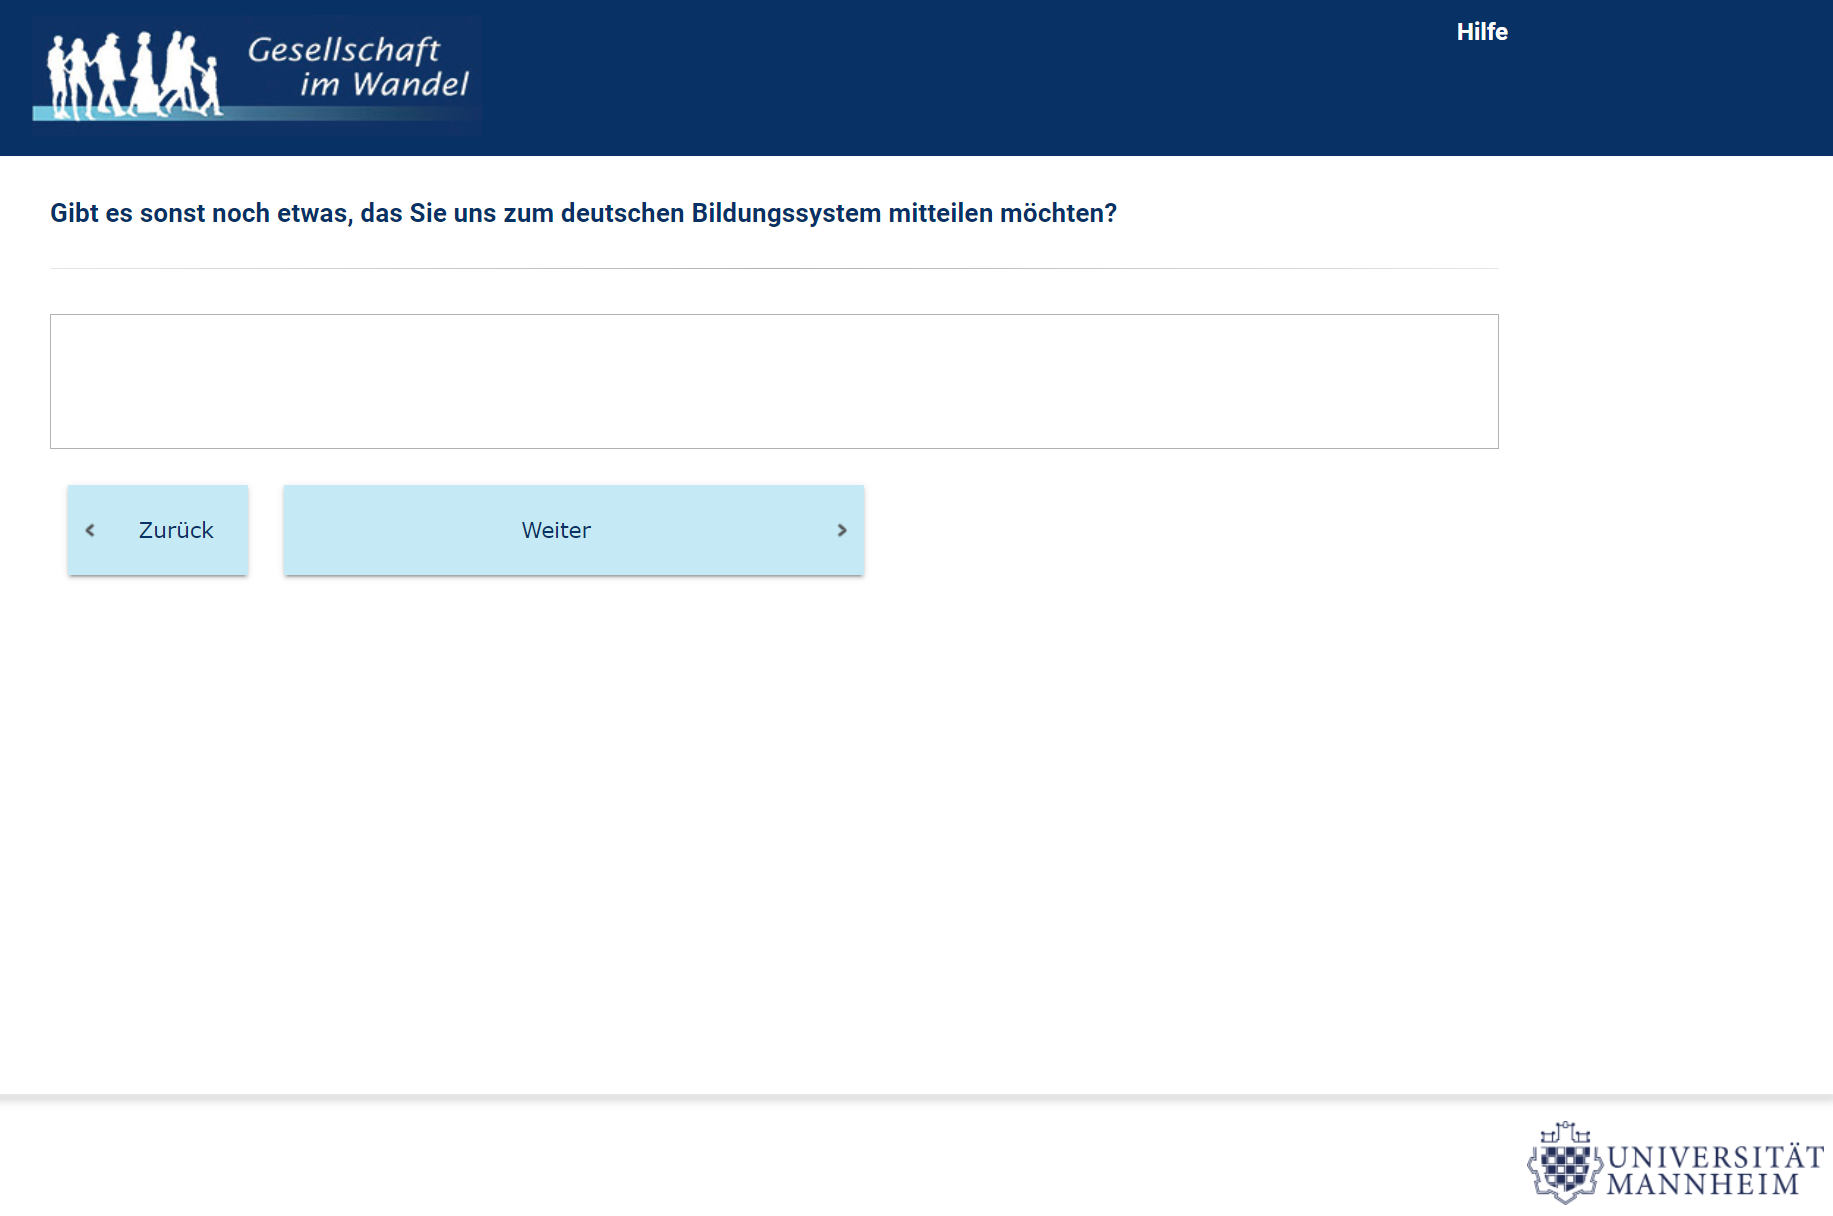 Gesellschaft
im Wandel
Hilfe
Gibt es sonst noch etwas, das Sie uns zum deutschen Bildungssystem mitteilen möchten?
Zurück
Weiter
UNIVERSITÄT
MANNHEIM